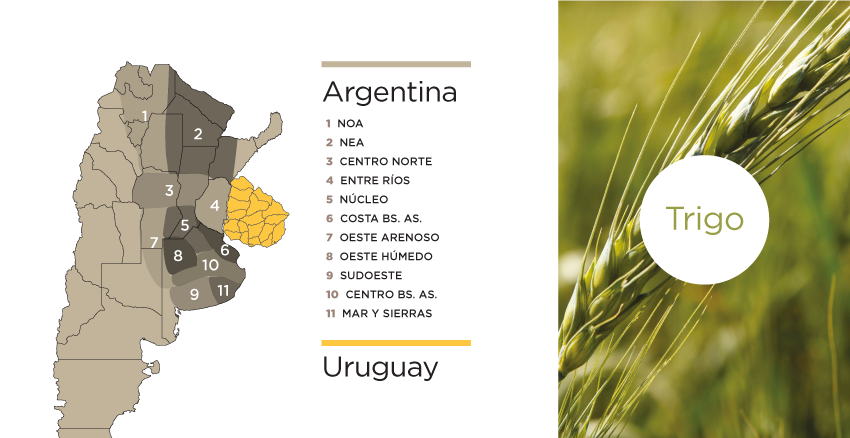 1
2
3
4
5
6
7
8
10
9
11
Argentina
1 NOA
2 NEA
3 CENTRO NORTE
4 ENTRE RÍOS
5 NÚCLEO
6 COSTA BS. AS.
7 OESTE ARENOSO
8 OESTE HÚMEDO
9 SUDOESTE
10 CENTRO BS. AS.
11 MAR Y SIERRAS
Uruguay
Trigo